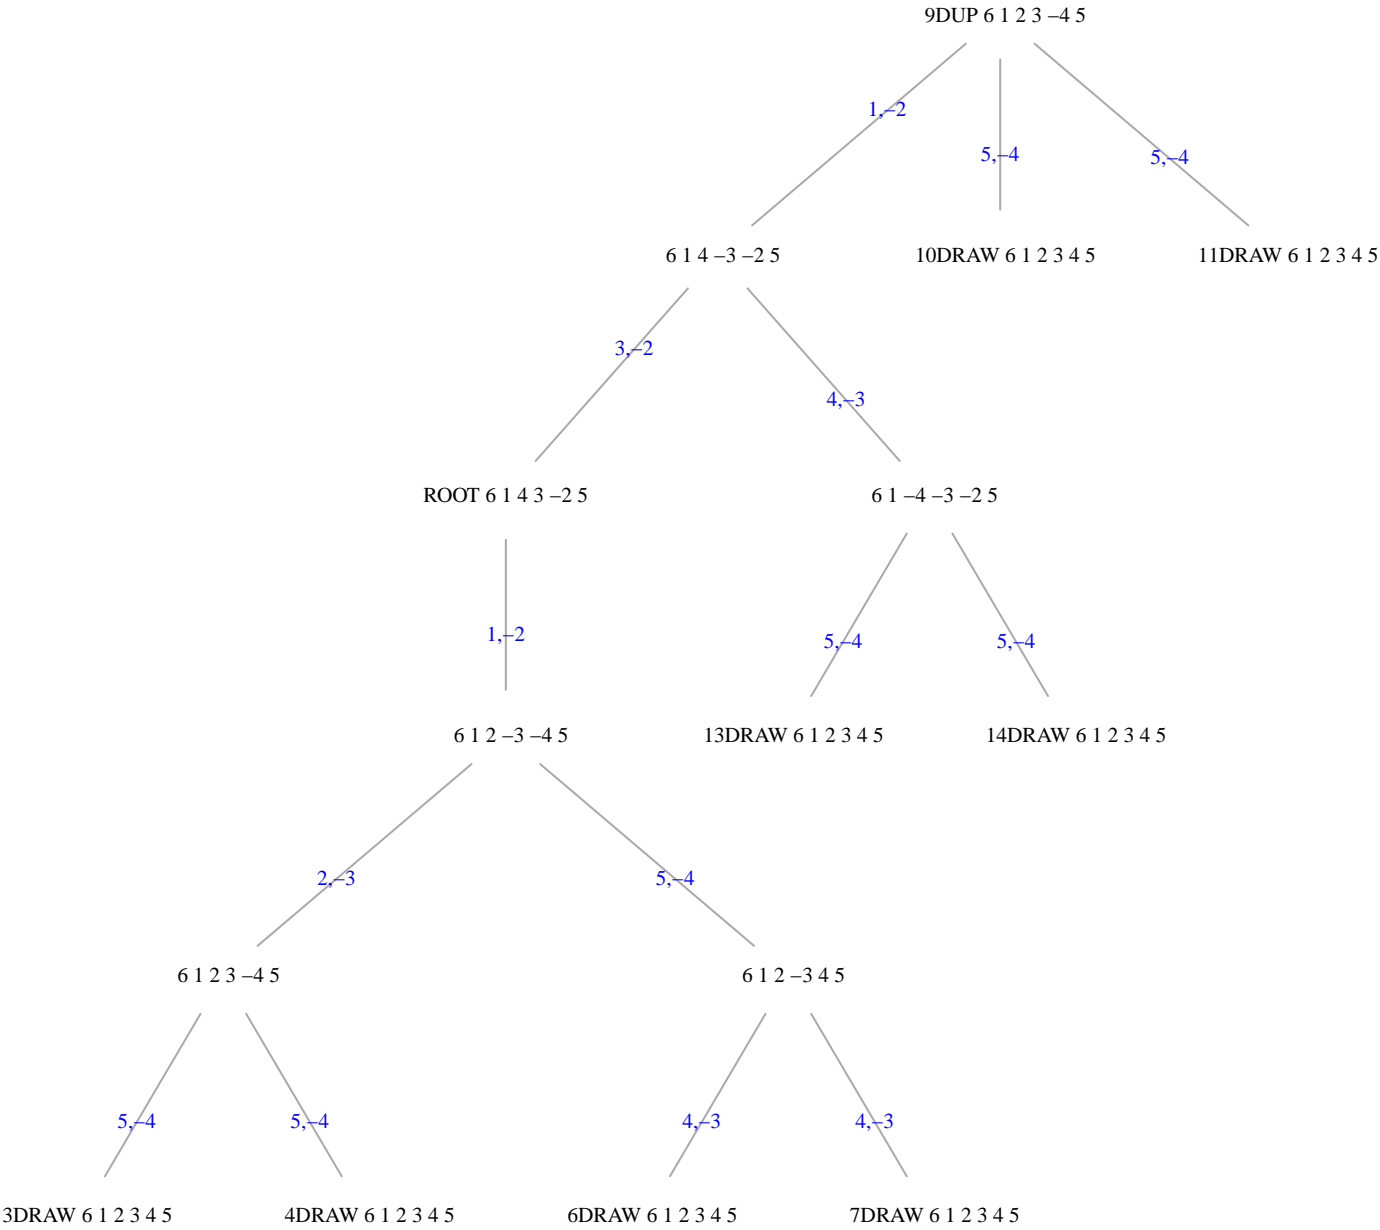 9DUP 6 1 2 3 –4 5
1,–2
5,–4
5,–4
6 1 4 –3 –2 5
10DRAW 6 1 2 3 4 5
11DRAW 6 1 2 3 4 5
3,–2
4,–3
ROOT 6 1 4 3 –2 5
6 1 –4 –3 –2 5
1,–2
5,–4
5,–4
6 1 2 –3 –4 5
13DRAW 6 1 2 3 4 5
14DRAW 6 1 2 3 4 5
2,–3
5,–4
6 1 2 3 –4 5
6 1 2 –3 4 5
5,–4
5,–4
4,–3
4,–3
3DRAW 6 1 2 3 4 5
4DRAW 6 1 2 3 4 5
6DRAW 6 1 2 3 4 5
7DRAW 6 1 2 3 4 5